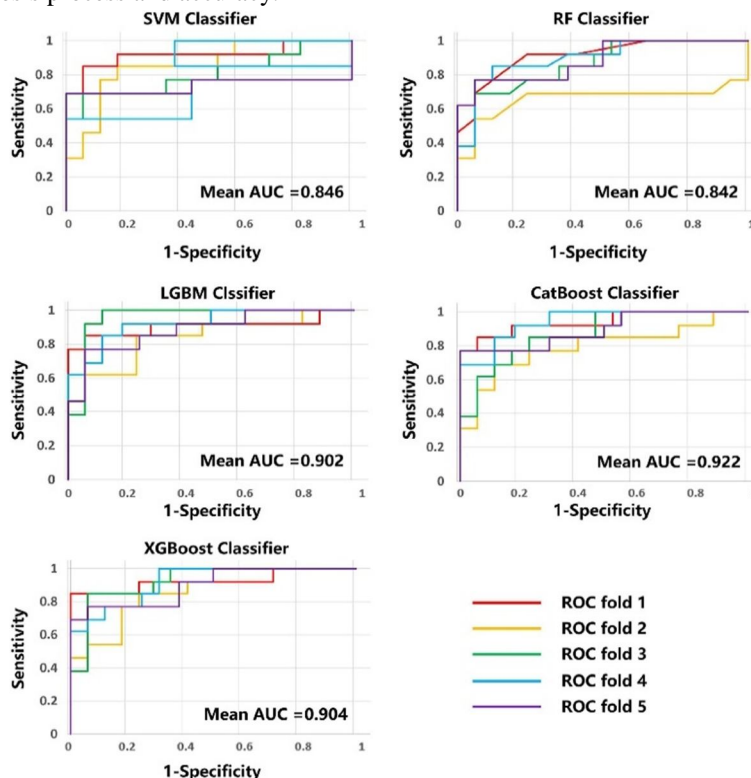 esis process and accuracy.
SVM Classifier
1
0.8
0.6
0.4
0.2
0
Sensitivity
Mean AUC =0.846
0 0.2 0.4 0.6 0.8 1
1-Specificity
RF Classifier
1
0.8
0.6
0.4
0.2
0
Sensitivity
Mean AUC =0.842
0 0.2 0.4 0.6 0.8 1
1-Specificity
LGBM Clssifier
1
0.8
0.6
0.4
0.2
0
Sensitivity
Mean AUC =0.902
0 0.2 0.4 0.6 0.8 1
1-Specificity
CatBoost Classifier
1
0.8
0.6
0.4
0.2
0
Sensitivity
Mean AUC =0.922
0 0.2 0.4 0.6 0.8 1
1-Specificity
XGBoost Classifier
1
0.8
0.6
0.4
0.2
0
Sensitivity
Mean AUC =0.904
0 0.2 0.4 0.6 0.8 1
1-Specificity
ROC fold 1
ROC fold 2
ROC fold 3
ROC fold 4
ROC fold 5